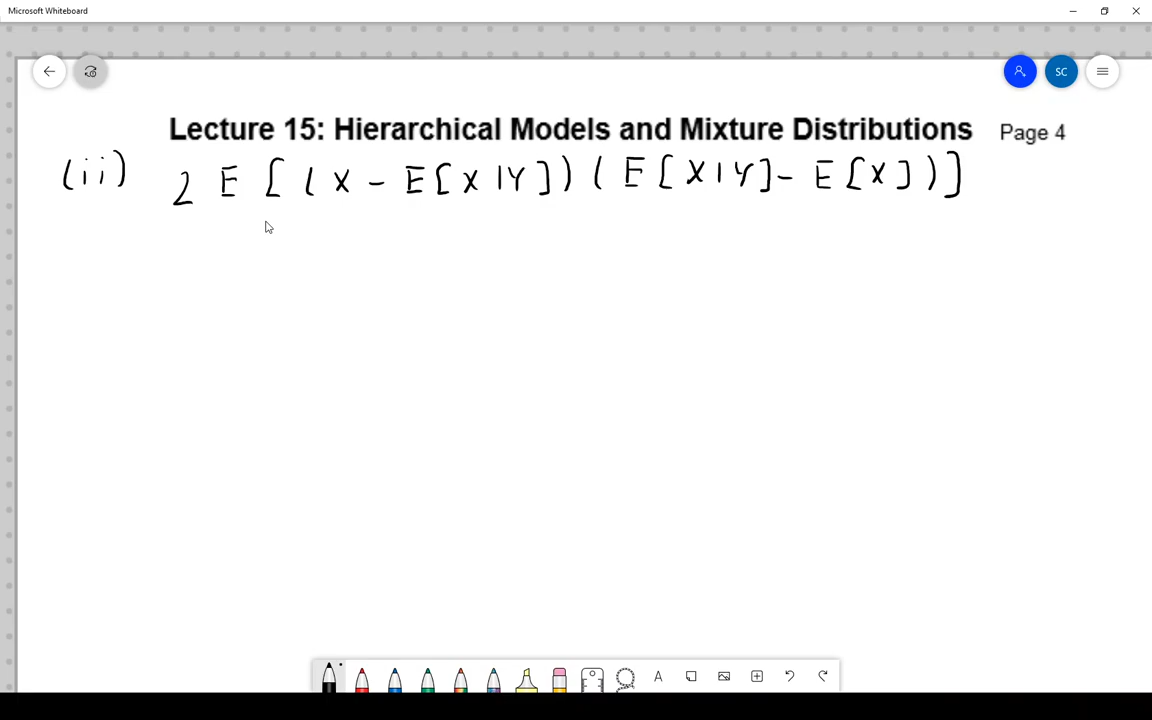 Microsoft Whiteboard
SC
Lecture 15: Hierarchical Models and Mixture Distributions Page 4
(ii) 2 E [ ( X - E[ X | Y ] ) ( E [ X | Y ] - E [ X ] ) ]
A